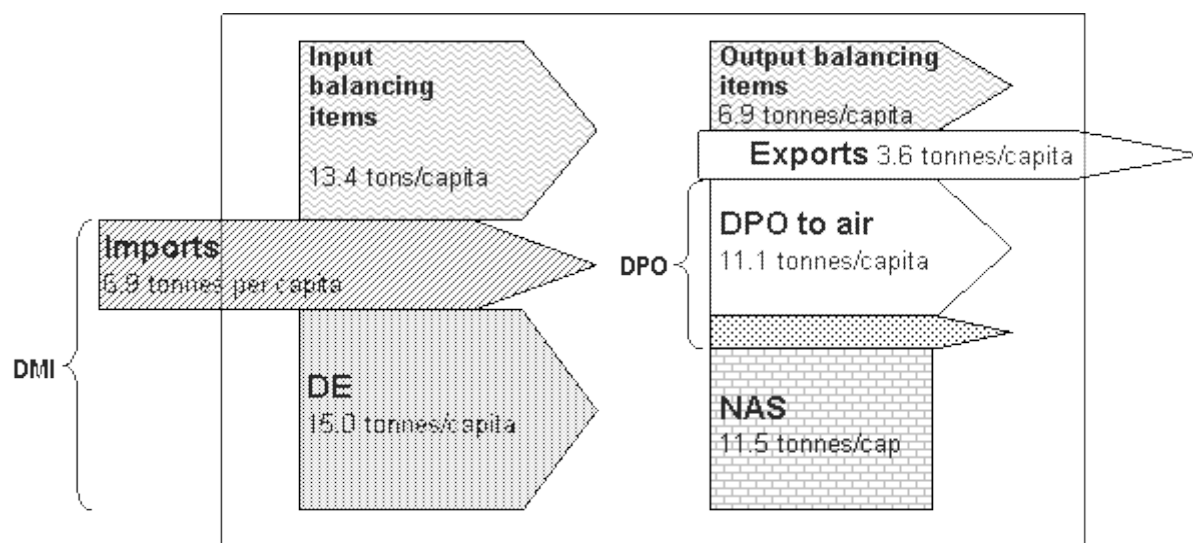 Input
balancing
items
13.4 tons/capita
Imports
6.9 tonnes per capita
DMI
DE
15.0 tonnes/capita
Output balancing
items
6.9 tonnes/capita
Exports 3.6 tonnes/capita
DPO
DPO to air
11.1 tonnes/capita
NAS
11.5 tonnes/cap